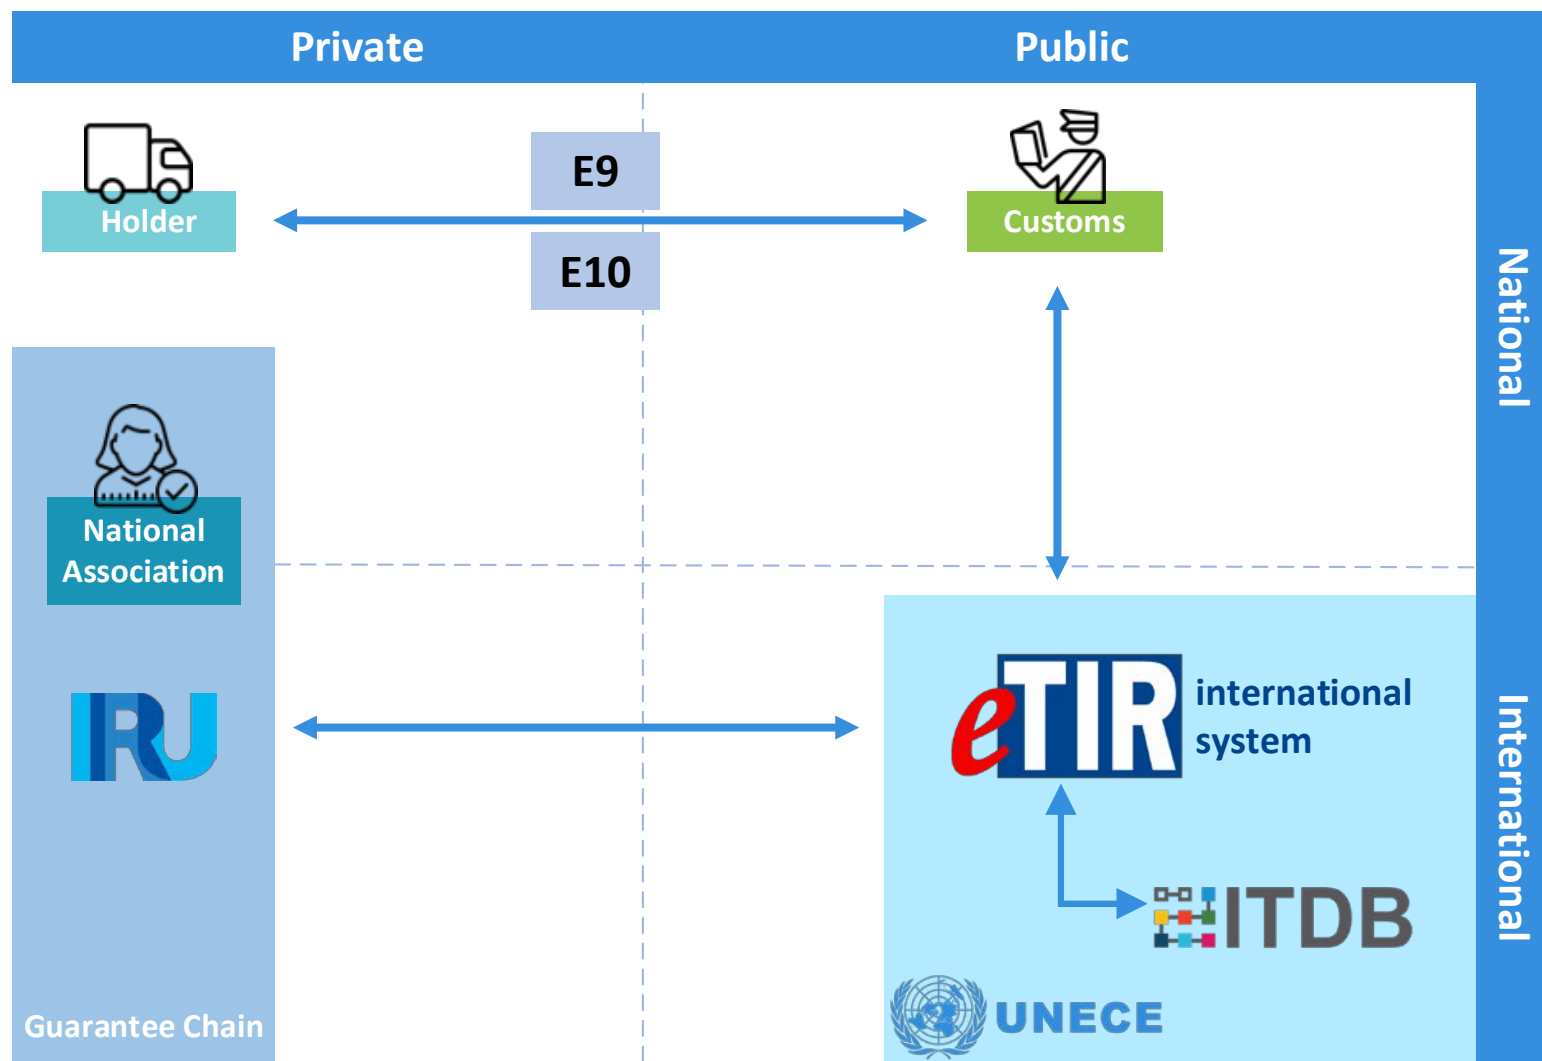 Private
Public
E9
Holder
Customs
E10
National
National
Association
eTIR
international
system
IRU
International
ITDB
Guarantee Chain
UNECE